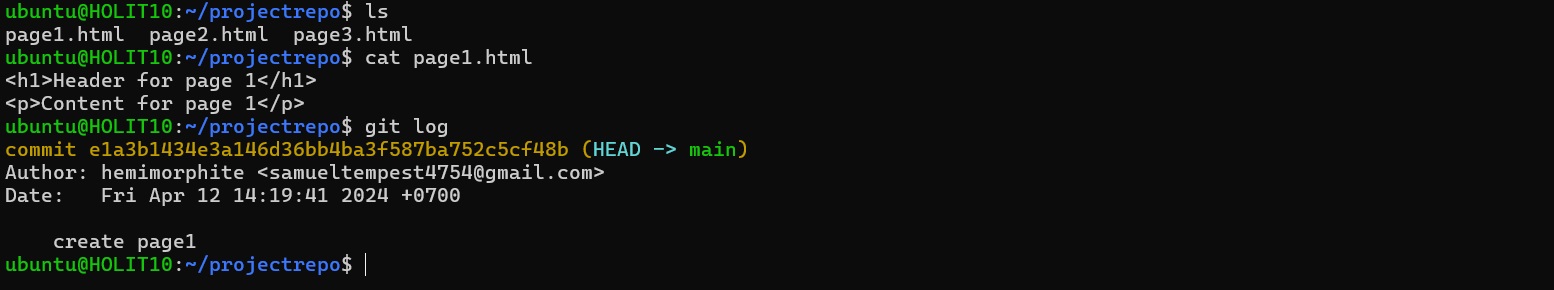 ubuntu@HOLIT10:~/projectrepo$ ls
page1.html  page2.html  page3.html
ubuntu@HOLIT10:~/projectrepo$ cat page1.html
<h1>Header for page 1</h1>
<p>Content for page 1</p>
ubuntu@HOLIT10:~/projectrepo$ git log
commit e1a3b1434e3a146d36bb4ba3f587ba752c5cf48b (HEAD -> main)
Author: hemimorphite <samueltempest4754@gmail.com>
Date:   Fri Apr 12 14:19:41 2024 +0700

    create page1
ubuntu@HOLIT10:~/projectrepo$